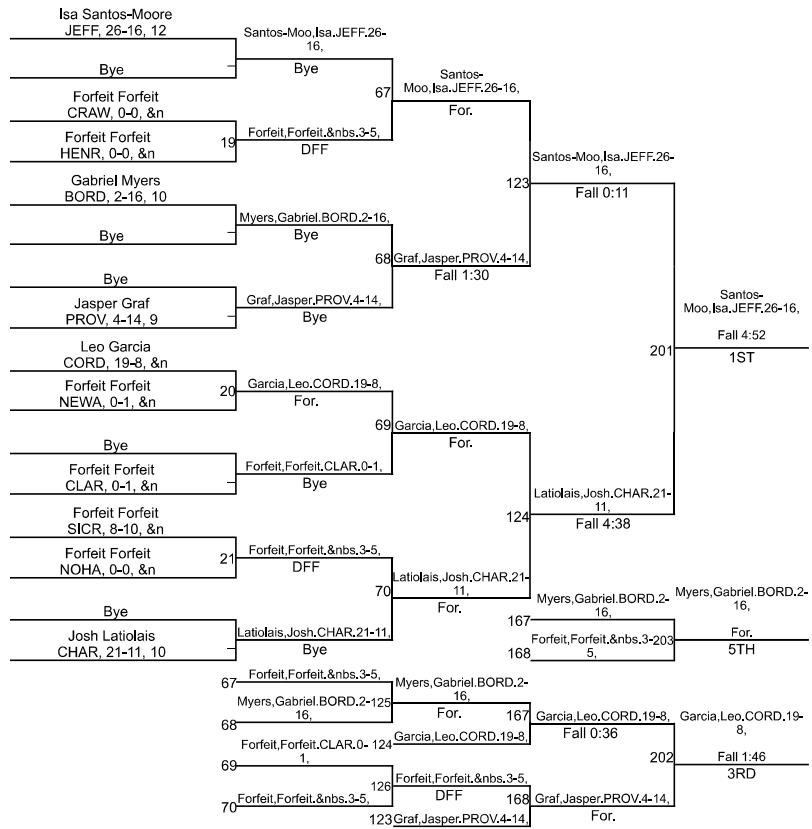 Isa Santos-Moore
JEFF, 26-16, 12
Bye
Forfeit Forfeit
CRAW, 0-0, &n
Forfeit Forfeit
HENR, 0-0, &n
Gabriel Myers
BORD, 2-16, 10
Bye
Bye
Jasper Graf
PROV, 4-14, 9
Leo Garcia
CORD, 19-8, &n
Forfeit Forfeit
NEWA, 0-1, &n
Bye
Forfeit Forfeit
CLAR, 0-1, &n
Forfeit Forfeit
SICR, 8-10, &n
Forfeit Forfeit
NOHA, 0-0, &n
Bye
Josh Latiolais
CHAR, 21-11, 10
Santos-Moo,Isa.JEFF.26-
16,
Bye
19
Forfeit,Forfeit.&nbs.3-5,
DFF
Myers,Gabriel.BORD.2-16,
Bye
Graf,Jasper.PROV.4-14,
Bye
20
Garcia,Leo.CORD.19-8,
For.
Forfeit,Forfeit.CLAR.0-1,
Bye
21
Forfeit,Forfeit.&nbs.3-5,
DFF
Latiolais,Josh.CHAR.21-11,
Bye
67
Santos-
Moo,Isa.JEFF.26-16,
For.
68
Graf,Jasper.PROV.4-14,
Fall 1:30
69
Garcia,Leo.CORD.19-8,
For.
70
Latiolais,Josh.CHAR.21-
11,
For.
123
Santos-Moo,Isa.JEFF.26-
16,
Fall 0:11
124
Latiolais,Josh.CHAR.21-
11,
Fall 4:38
201
Santos-
Moo,Isa.JEFF.26-16,
Fall 4:52
1ST
167
Myers,Gabriel.BORD.2-
16,
168
Forfeit,Forfeit.&nbs.3-
5,
203
Myers,Gabriel.BORD.2-
16,
For.
5TH
67
Forfeit,Forfeit.&nbs.3-5,
68
Myers,Gabriel.BORD.2-
16,
69
Forfeit,Forfeit.CLAR.0-
1,
70
Forfeit,Forfeit.&nbs.3-5,
125
Myers,Gabriel.BORD.2-
16,
For.
124
Garcia,Leo.CORD.19-8,
126
Forfeit,Forfeit.&nbs.3-5,
DFF
123
Graf,Jasper.PROV.4-14,
167
Garcia,Leo.CORD.19-8,
Fall 0:36
168
Graf,Jasper.PROV.4-14,
For.
202
Garcia,Leo.CORD.19-
8,
Fall 1:46
3RD